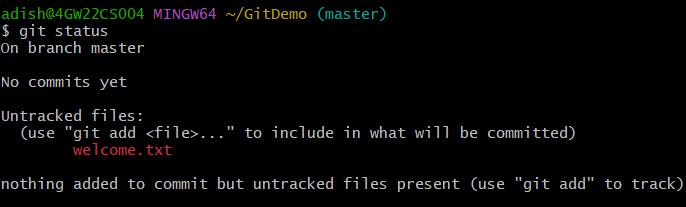 adish@4GW22CS004 MINGW64 ~/GitDemo (master)
$ git status
On branch master
No commits yet
Untracked files:
(use "git add <file>..." to include in what will be committed)
welcome.txt
nothing added to commit but untracked files present (use "git add" to track)